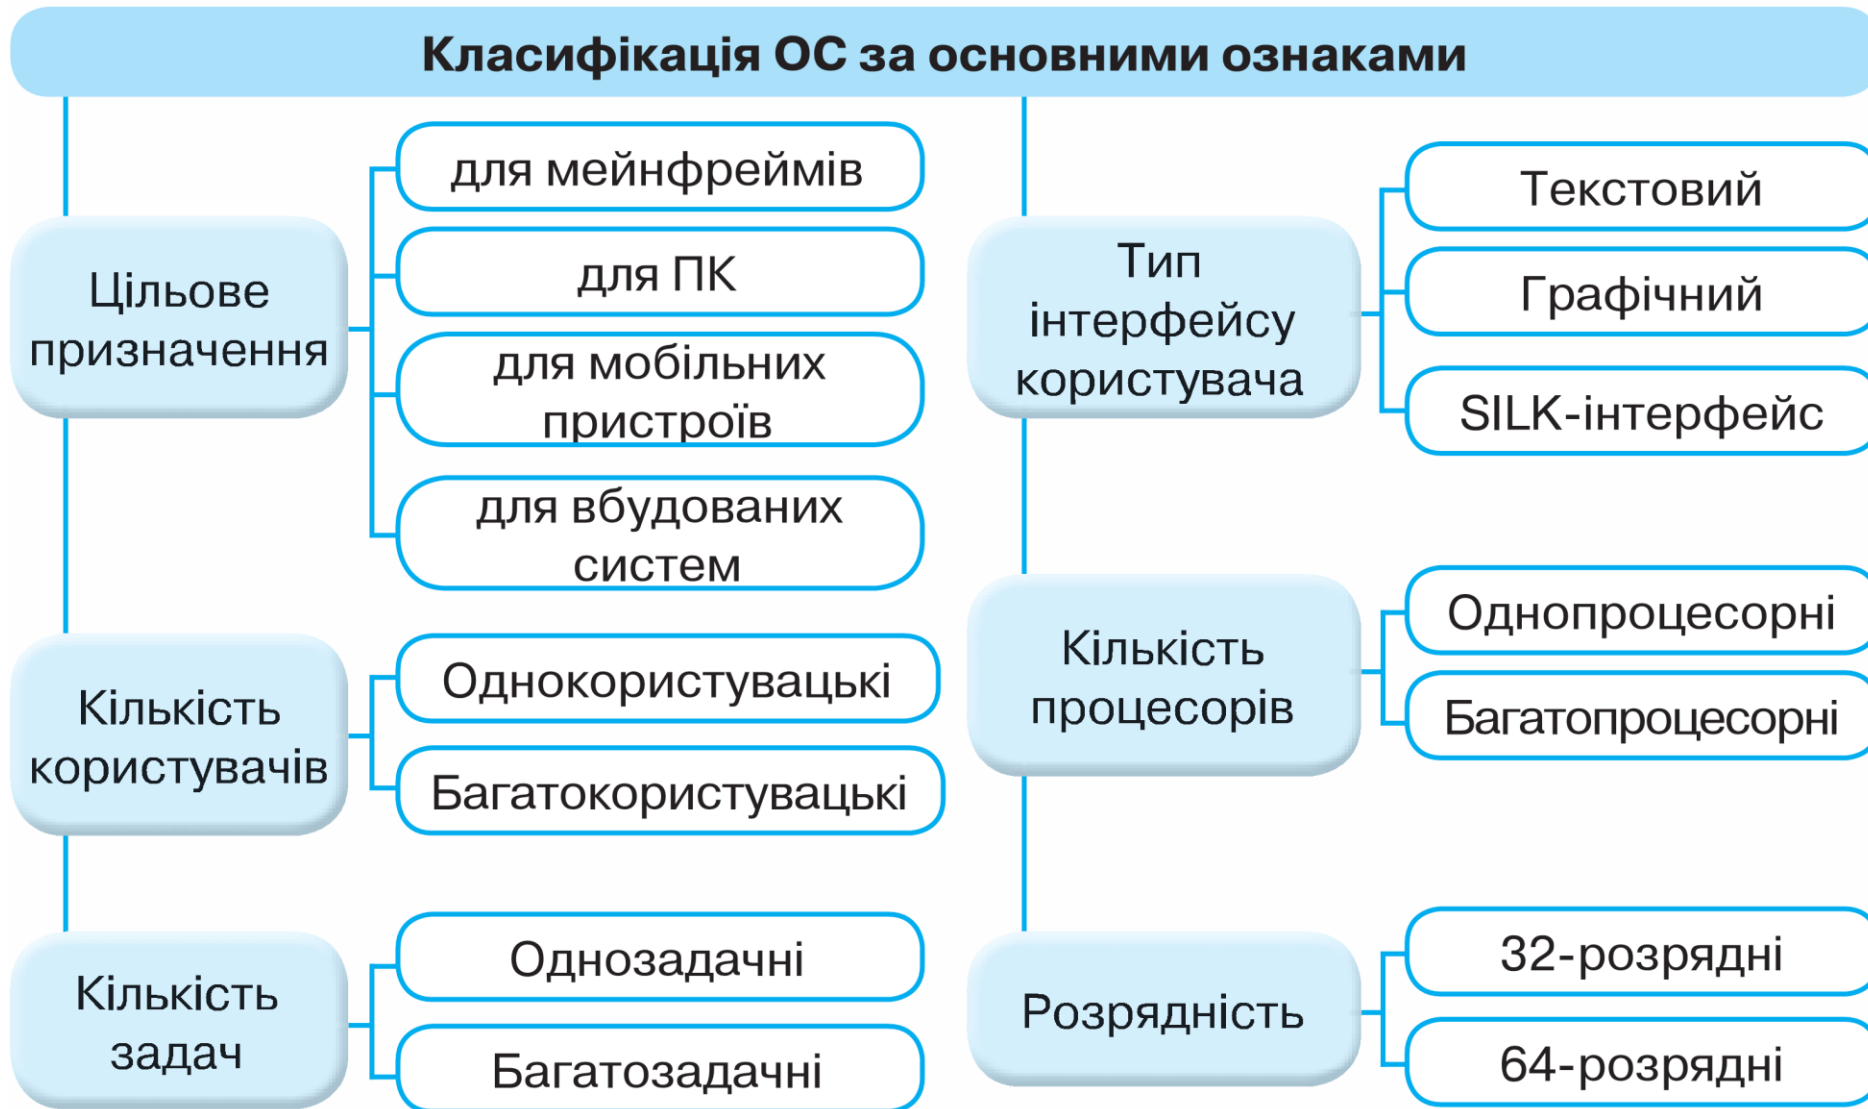 Класифікація ОС за основними ознаками
Цільове
призначення
для мейнфреймів
для ПК
для мобільних
пристроїв
для вбудованих
систем
Кількість
користувачів
Однокористувацькі
Багатокористувацькі
Кількість
задач
Однозадачні
Багатозадачні
Тип
інтерфейсу
користувача
Текстовий
Графічний
SILK-інтерфейс
Кількість
процесорів
Однопроцесорні
Багатопроцесорні
Розрядність
32-розрядні
64-розрядні